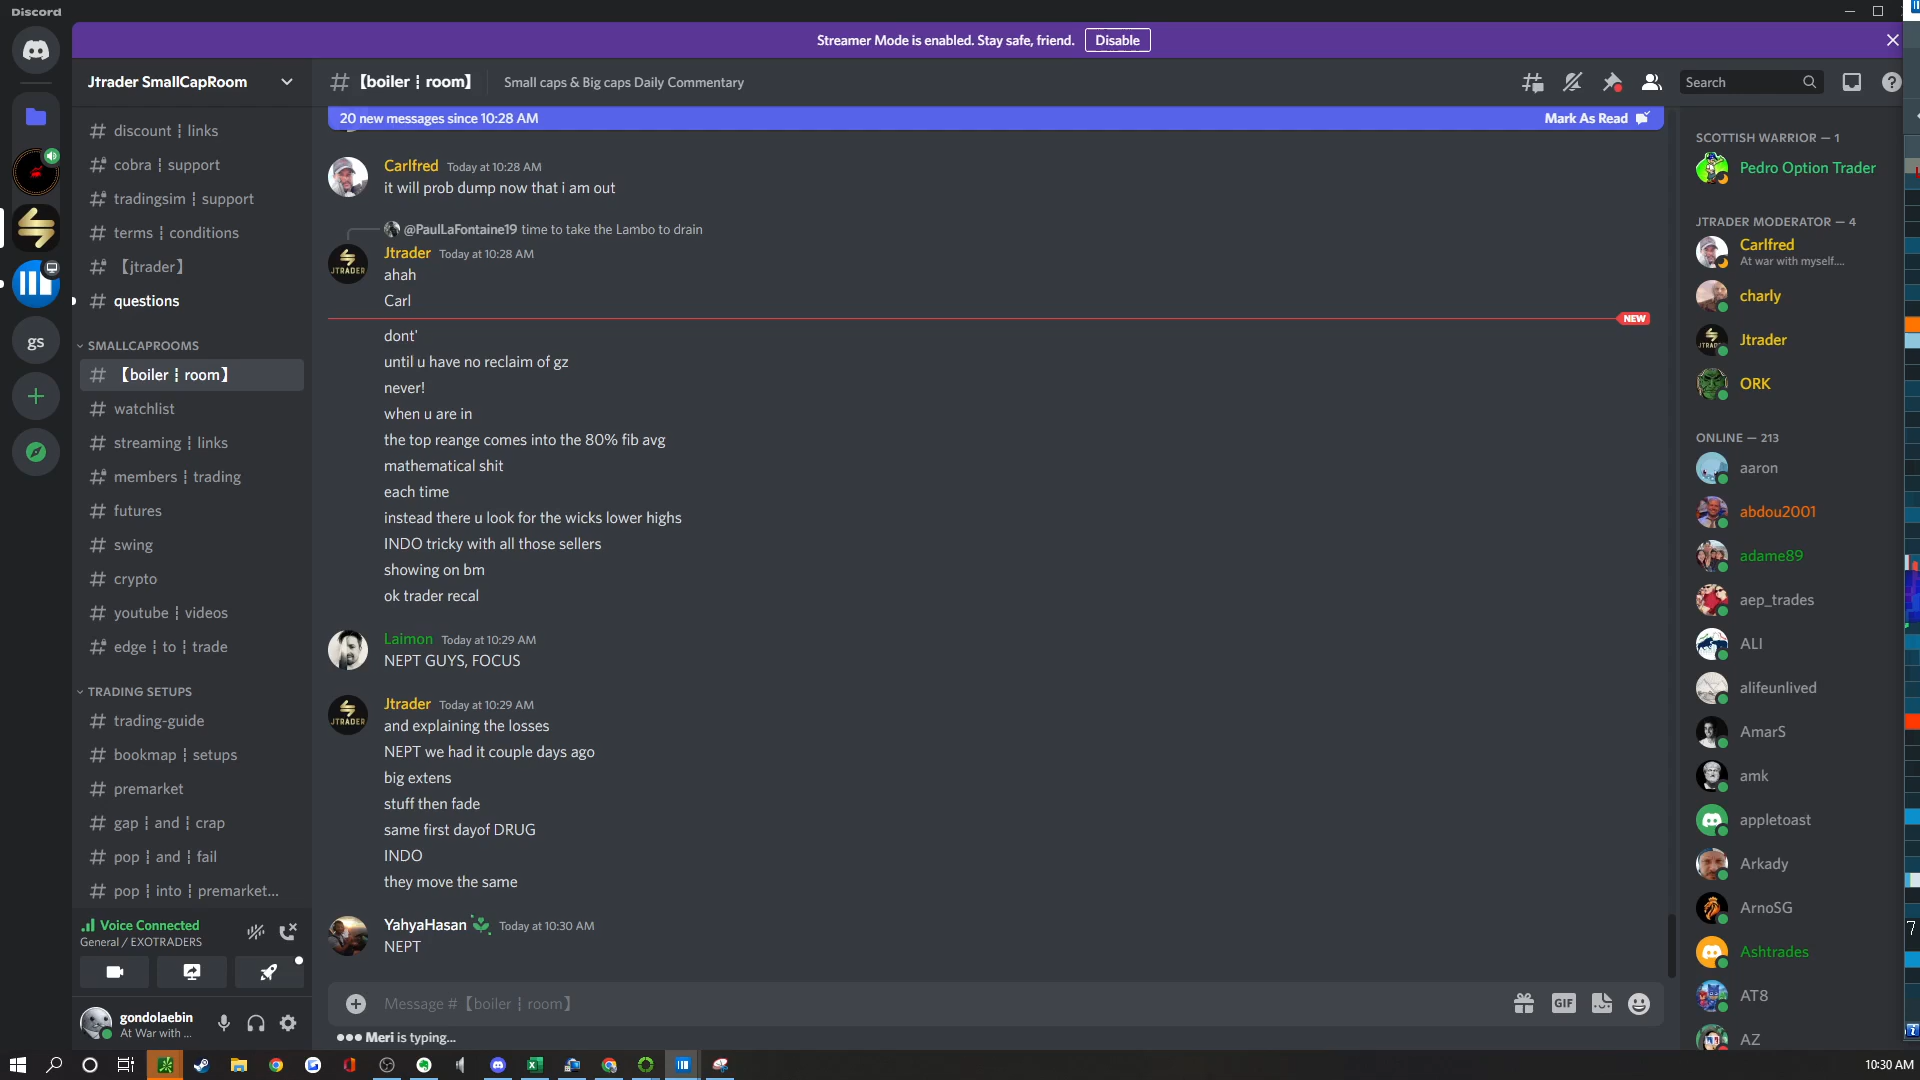 Discord
Streamer Mode is enabled. Stay safe, friend.
Disable
Jtrader SmallCapRoom
【boiler ┆ room】
Small caps & Big caps Daily Commentary
Search
discount ┆ links
cobra ┆ support
tradingsim ┆ support
terms ┆ conditions
【jtrader】
questions
SMALLCAPROOMS
【boiler ┆ room】
watchlist
streaming ┆ links
members ┆ trading
futures
swing
crypto
youtube ┆ videos
edge ┆ to ┆ trade
TRADING SETUPS
trading-guide
bookmap ┆ setups
premarket
gap ┆ and ┆ crap
pop ┆ and ┆ fail
pop ┆ into ┆ premarket...
gs
Voice Connected
General / EXOTRADERS
gondolaebin
At War with ...
20 new messages since 10:28 AM
Mark As Read
Carlfred Today at 10:28 AM
it will prob dump now that i am out
@PaulLaFontaine19 time to take the Lambo to drain
Jtrader Today at 10:28 AM
ahah
Carl
NEW
dont'
until u have no reclaim of gz
never!
when u are in
the top reange comes into the 80% fib avg
mathematical shit
each time
instead there u look for the wicks lower highs
INDO tricky with all those sellers
showing on bm
ok trader recal
Laimon Today at 10:29 AM
NEPT GUYS, FOCUS
JTRADER
Jtrader Today at 10:29 AM
and explaining the losses
NEPT we had it couple days ago
big extens
stuff then fade
same first dayof DRUG
INDO
they move the same
YahyaHasan Today at 10:30 AM
NEPT
Message #【boiler ┆ room】
GIF
Meri is typing...
SCOTTISH WARRIOR — 1
Pedro Option Trader
JTRADER MODERATOR — 4
Carlfred
At war with myself....
charly
Jtrader
ORK
ONLINE — 213
aaron
abdou2001
adame89
aep_trades
ALI
alifeunlived
AmarS
amk
appletoast
Arkady
ArnoSG
Ashtrades
AT8
AZ
7
10:30 AM